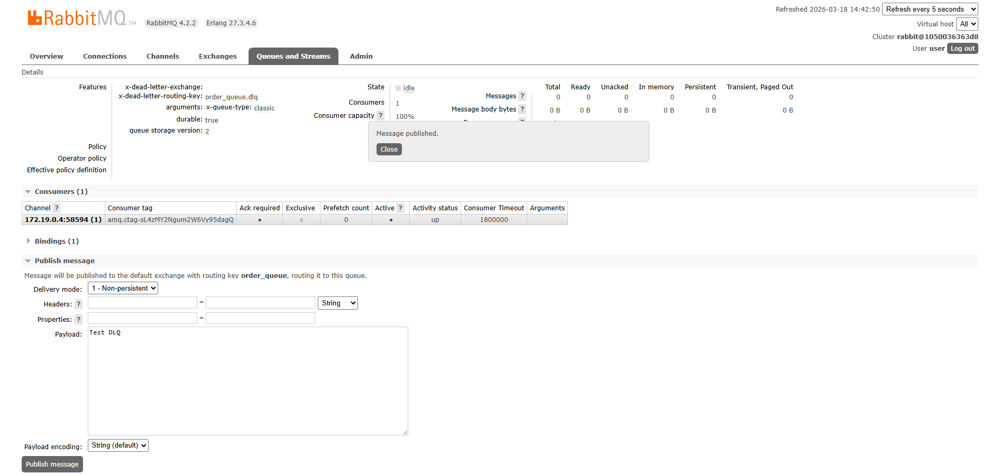 RabbitMQ TM RabbitMQ 4.2.2 Erlang 27.3.4.6
Refreshed 2026-03-18 14:42:50 Refresh every 5 seconds
Virtual host All
Cluster rabbit@1050036363d8
User user Log out
Overview Connections Channels Exchanges Queues and Streams Admin
Details
Features
x-dead-letter-exchange:
x-dead-letter-routing-key: order_queue.dlq
arguments: x-queue-type: classic
durable: true
queue storage version: 2
Policy
Operator policy
Effective policy definition
State idle
Consumers 1
Consumer capacity ? 100%
Total Ready Unacked In memory Persistent Transient, Paged Out
Messages ? 0 0 0 0 0 0
Message body bytes ? 0 B 0 B 0 B 0 B 0 B 0 B
Message published.
Close
Consumers (1)
Channel ? Consumer tag Ack required Exclusive Prefetch count Active ? Activity status Consumer Timeout Arguments
172.19.0.4:58594 (1) amq.ctag-sL4zMY2Ngum2W6Vy95dagQ ● ○ 0 ● up 1800000
Bindings (1)
Publish message
Message will be published to the default exchange with routing key order_queue, routing it to this queue.
Delivery mode: 1 - Non-persistent
Headers: ? = String
Properties: ? =
Payload: Test DLQ
Payload encoding: String (default)
Publish message